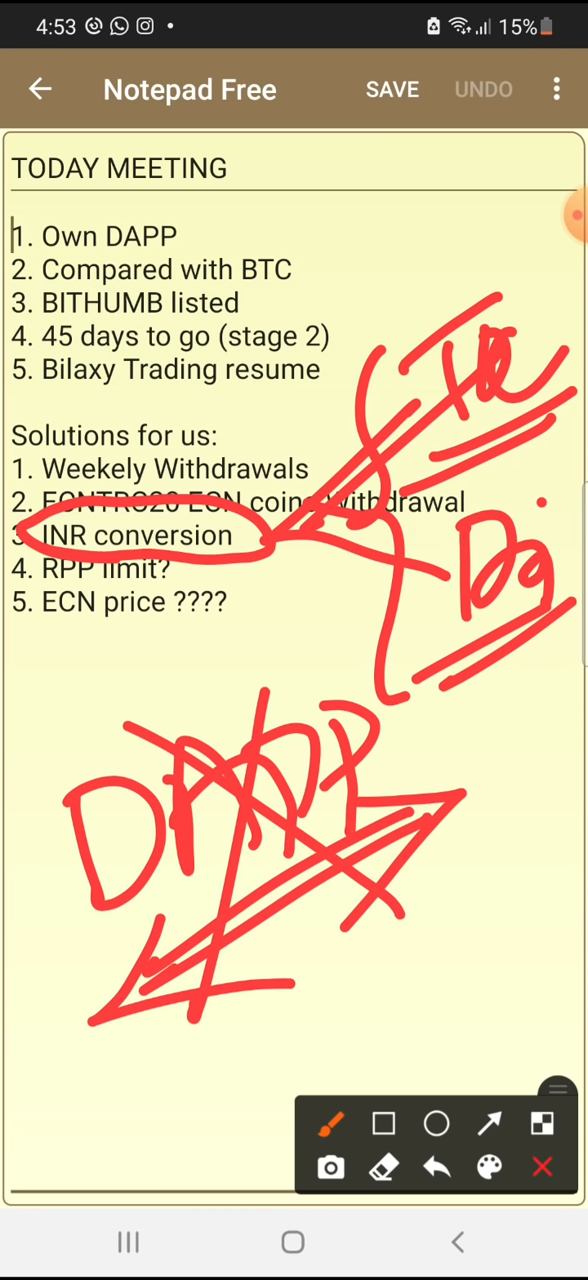 4:53 15%
Notepad Free SAVE UNDO
TODAY MEETING
1. Own DAPP
2. Compared with BTC
3. BITHUMB listed
4. 45 days to go (stage 2)
5. Bilaxy Trading resume
Solutions for us:
1. Weekely Withdrawals
2. ECN coins withdrawal
3. INR conversion
4. RPP limit?
5. ECN price ????
DAPP